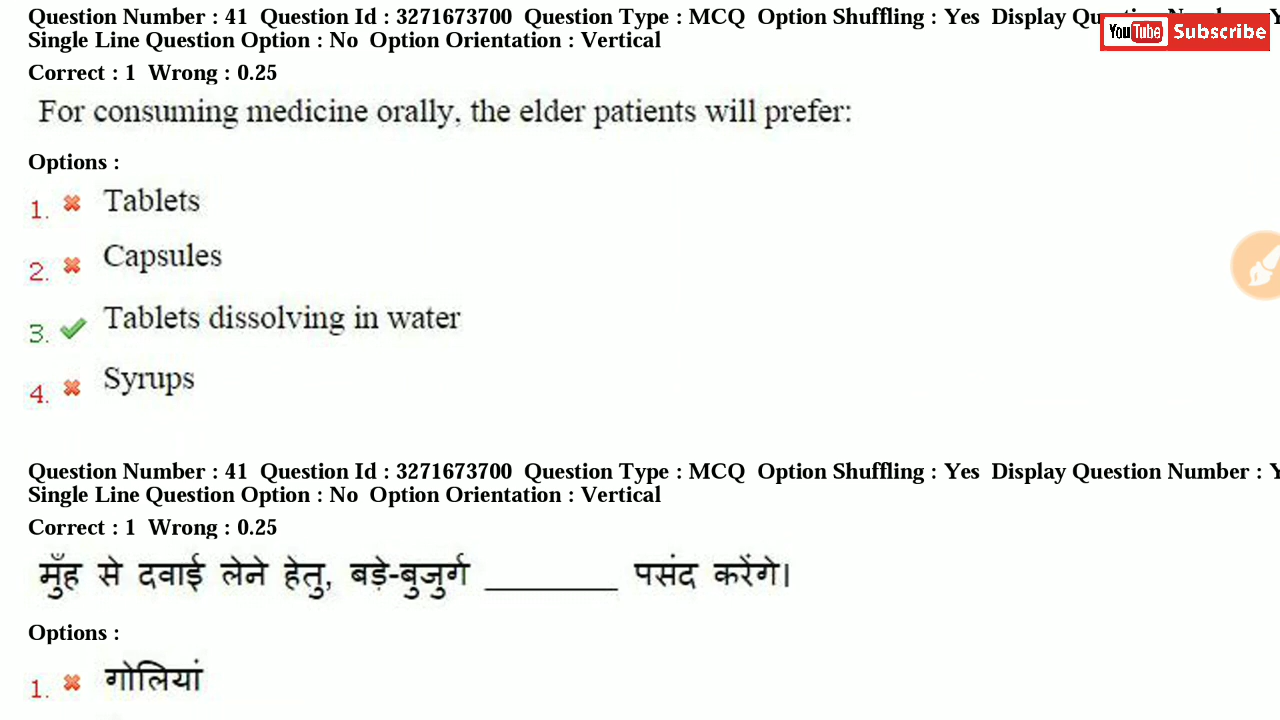 Question Number : 41 Question Id : 3271673700 Question Type : MCQ Option Shuffling : Yes Display
YouTube Subscribe
Single Line Question Option : No Option Orientation : Vertical
Correct : 1 Wrong : 0.25
For consuming medicine orally, the elder patients will prefer:
Options :
1. Tablets
2. Capsules
3. Tablets dissolving in water
4. Syrups
Question Number : 41 Question Id : 3271673700 Question Type : MCQ Option Shuffling : Yes Display Question Number :
Single Line Question Option : No Option Orientation : Vertical
Correct : 1 Wrong : 0.25
मुँह से दवाई लेने हेतु, बड़े-बुजुर्ग ________ पसंद करेंगे।
Options :
1. गोलियां